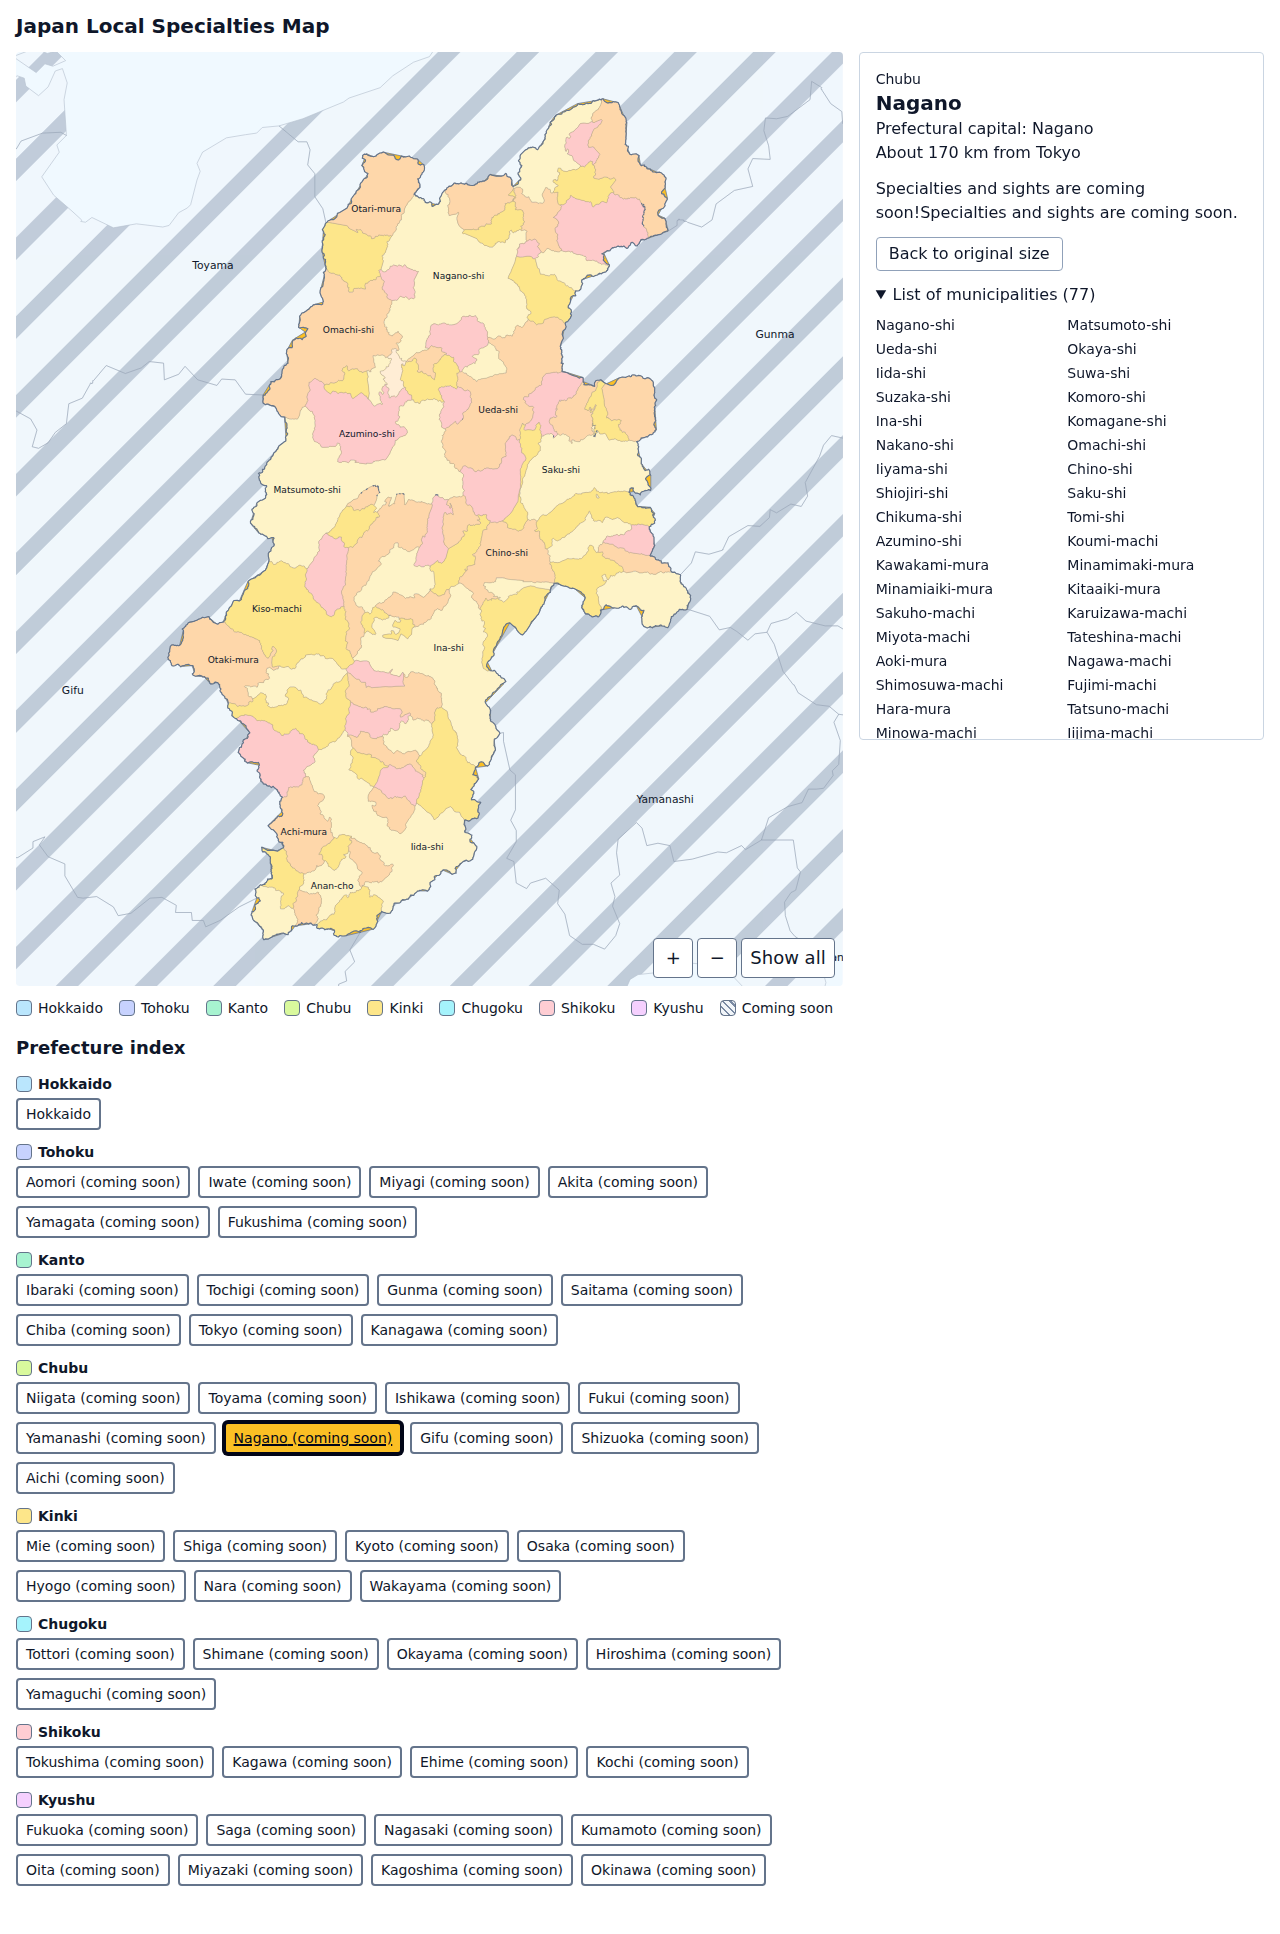 Japan Local Specialties Map
Otari-mura
Toyama
Nagano-shi
Omachi-shi
Gunma
Ueda-shi
Azumino-shi
Saku-shi
Matsumoto-shi
Chino-shi
Kiso-machi
Ina-shi
Otaki-mura
Gifu
Yamanashi
Achi-mura
Iida-shi
Anan-cho
+ − Show all
an
Chubu
Nagano
Prefectural capital: Nagano
About 170 km from Tokyo
Specialties and sights are coming
soon!Specialties and sights are coming soon.
Back to original size
▼ List of municipalities (77)
Nagano-shi Matsumoto-shi
Ueda-shi Okaya-shi
Iida-shi Suwa-shi
Suzaka-shi Komoro-shi
Ina-shi Komagane-shi
Nakano-shi Omachi-shi
Iiyama-shi Chino-shi
Shiojiri-shi Saku-shi
Chikuma-shi Tomi-shi
Azumino-shi Koumi-machi
Kawakami-mura Minamimaki-mura
Minamiaiki-mura Kitaaiki-mura
Sakuho-machi Karuizawa-machi
Miyota-machi Tateshina-machi
Aoki-mura Nagawa-machi
Shimosuwa-machi Fujimi-machi
Hara-mura Tatsuno-machi
Minowa-machi Iijima-machi
Hokkaido Tohoku Kanto Chubu Kinki Chugoku Shikoku Kyushu Coming soon
Prefecture index
Hokkaido
Hokkaido
Tohoku
Aomori (coming soon) Iwate (coming soon) Miyagi (coming soon) Akita (coming soon)
Yamagata (coming soon) Fukushima (coming soon)
Kanto
Ibaraki (coming soon) Tochigi (coming soon) Gunma (coming soon) Saitama (coming soon)
Chiba (coming soon) Tokyo (coming soon) Kanagawa (coming soon)
Chubu
Niigata (coming soon) Toyama (coming soon) Ishikawa (coming soon) Fukui (coming soon)
Yamanashi (coming soon) Nagano (coming soon) Gifu (coming soon) Shizuoka (coming soon)
Aichi (coming soon)
Kinki
Mie (coming soon) Shiga (coming soon) Kyoto (coming soon) Osaka (coming soon)
Hyogo (coming soon) Nara (coming soon) Wakayama (coming soon)
Chugoku
Tottori (coming soon) Shimane (coming soon) Okayama (coming soon) Hiroshima (coming soon)
Yamaguchi (coming soon)
Shikoku
Tokushima (coming soon) Kagawa (coming soon) Ehime (coming soon) Kochi (coming soon)
Kyushu
Fukuoka (coming soon) Saga (coming soon) Nagasaki (coming soon) Kumamoto (coming soon)
Oita (coming soon) Miyazaki (coming soon) Kagoshima (coming soon) Okinawa (coming soon)